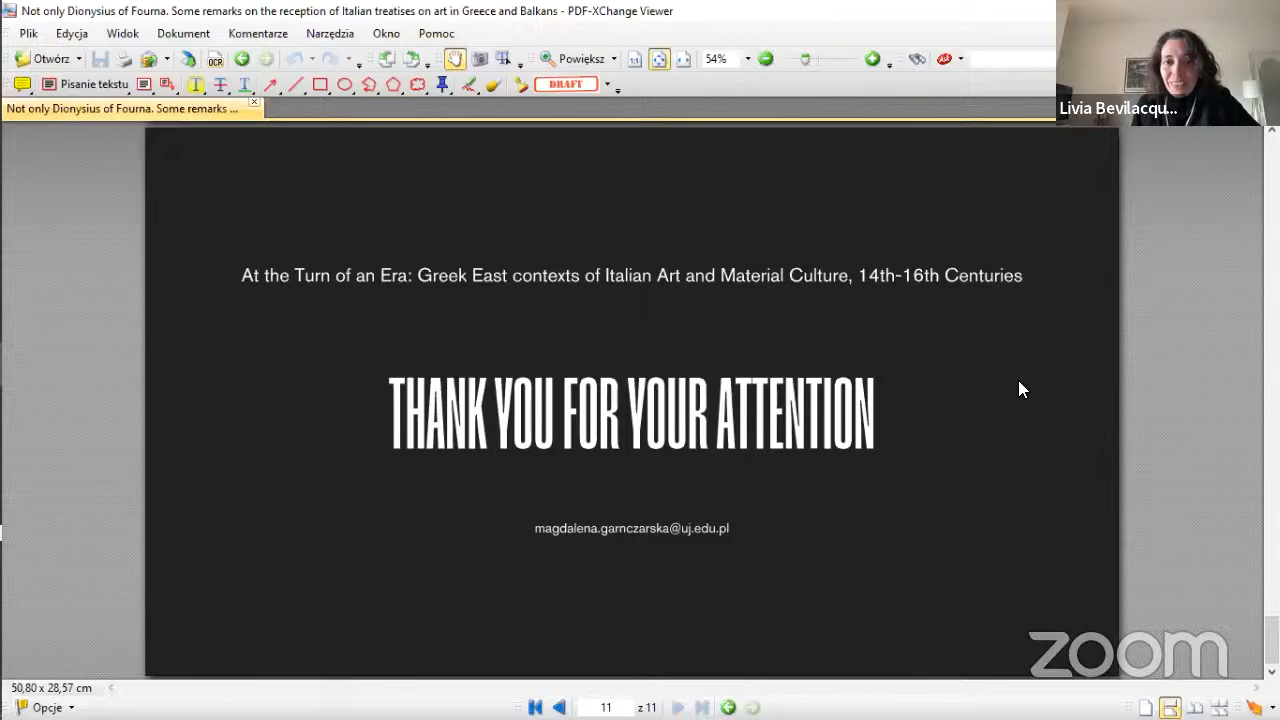 Not only Dionysius of Fourna. Some remarks on the reception of Italian treatises on art in Greece and Balkans - PDF-XChange Viewer
Plik Edycja Widok Dokument Komentarze Narzędzia Okno Pomoc
Otwórz OCR Powiększ 54%
Pisanie tekstu DRAFT
Not only Dionysius of Fourna. Some remarks ...
Livia Bevilacqu...
At the Turn of an Era: Greek East contexts of Italian Art and Material Culture, 14th-16th Centuries
THANK YOU FOR YOUR ATTENTION
magdalena.garnczarska@uj.edu.pl
zoom
50,80 x 28,57 cm
Opcje 11 z 11